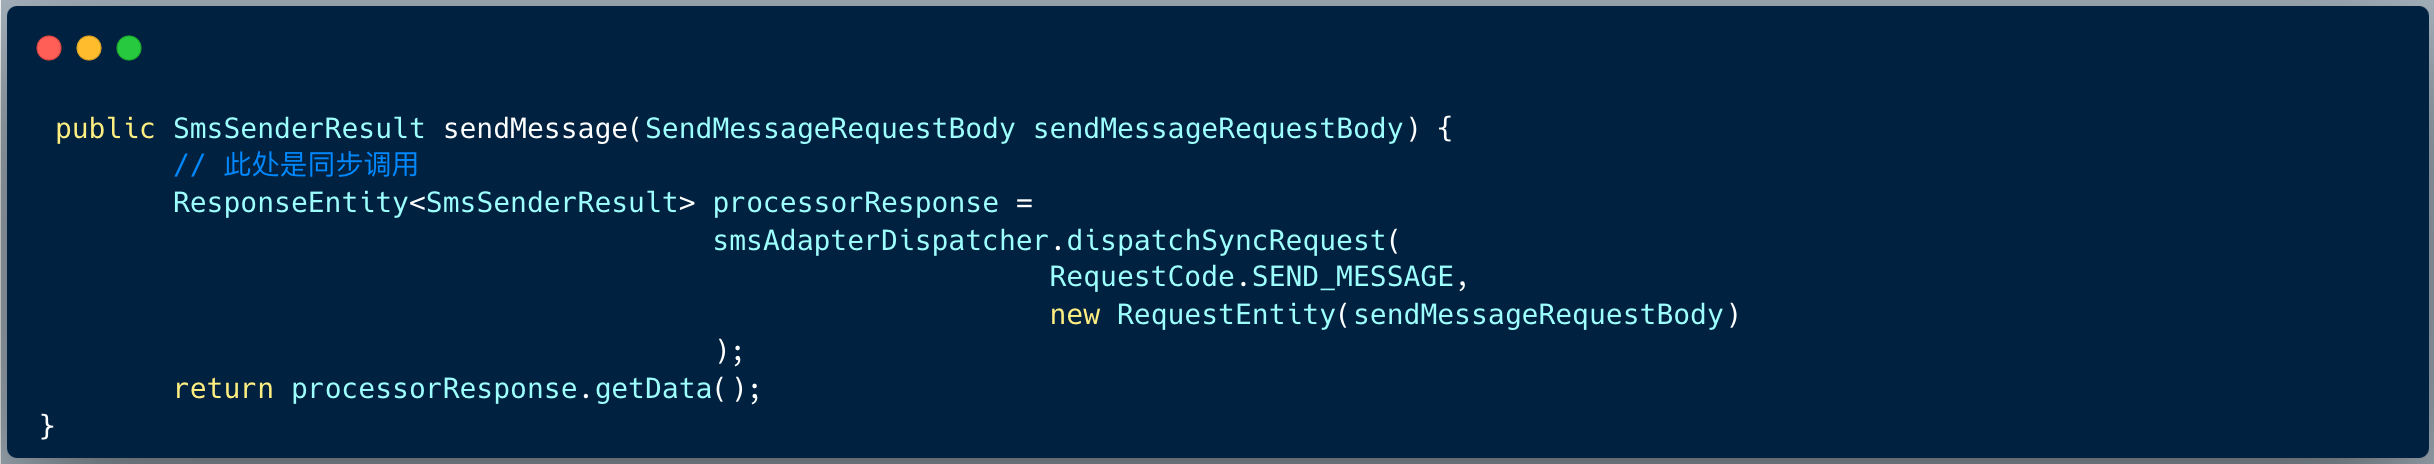 public SmsSenderResult sendMessage(SendMessageRequestBody sendMessageRequestBody) {
// 此处是同步调用
ResponseEntity<SmsSenderResult> processorResponse =
smsAdapterDispatcher.dispatchSyncRequest(
RequestCode.SEND_MESSAGE,
new RequestEntity(sendMessageRequestBody)
);
return processorResponse.getData();
}